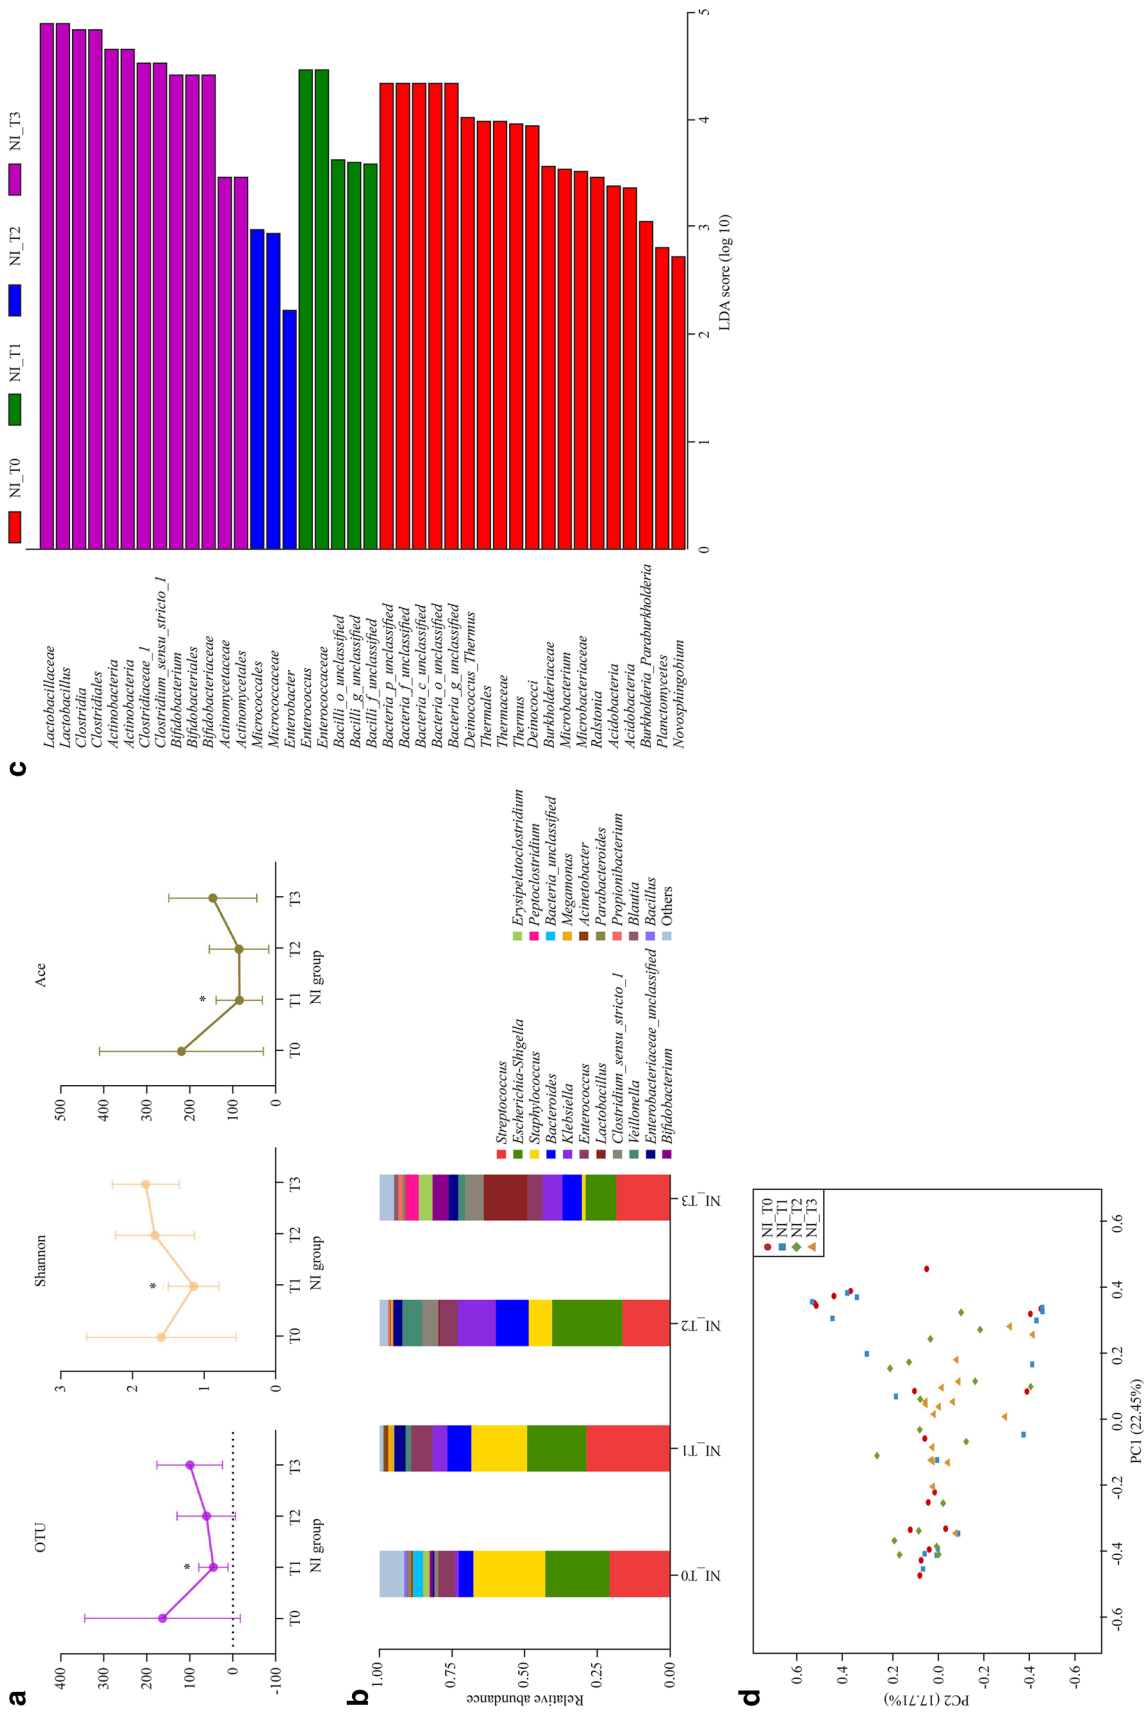 a
OTU
400
300
200
100
0
-100
T0
T1
T2
T3
*
NI group
Shannon
3
2
1
0
T0
T1
T2
T3
*
NI group
Ace
500
400
300
200
100
0
T0
T1
T2
T3
*
NI group
b
Relative abundance
1.00
0.75
0.50
0.25
0.00
NI_T0
NI_T1
NI_T2
NI_T3
Streptococcus
Escherichia-Shigella
Staphylococcus
Bacteroides
Klebsiella
Enterococcus
Lactobacillus
Clostridium_sensu_stricto_1
Veillonella
Enterobacteriaceae_unclassified
Bifidobacterium
Erysipelatoclostridium
Peptoclostridium
Bacteria_unclassified
Megamonas
Acinetobacter
Parabacteroides
Propionibacterium
Blautia
Bacillus
Others
c
NI_T0 NI_T1 NI_T2 NI_T3
Lactobacillaceae
Lactobacillus
Clostridia
Clostridiales
Actinobacteria
Actinobacteria
Clostridiaceae_1
Clostridium_sensu_stricto_1
Bifidobacterium
Bifidobacteriales
Bifidobacteriaceae
Actinomycetaceae
Actinomycetales
Micrococcales
Micrococcaceae
Enterobacter
Enterococcus
Enterococcaceae
Bacilli_o_unclassified
Bacilli_g_unclassified
Bacilli_f_unclassified
Bacteria_p_unclassified
Bacteria_f_unclassified
Bacteria_c_unclassified
Bacteria_o_unclassified
Bacteria_g_unclassified
Deinococcus_Thermus
Thermales
Thermaceae
Thermus
Deinococci
Burkholderiaceae
Microbacterium
Microbacteriaceae
Ralstonia
Acidobacteria
Acidobacteria
Burkholderia_Paraburkholderia
Planctomycetes
Novosphingobium
0 1 2 3 4 5
LDA score (log 10)
d
PC2 (17.71%)
0.6
0.4
0.2
0.0
-0.2
-0.4
-0.6
-0.6 -0.4 -0.2 0.0 0.2 0.4 0.6
PC1 (22.45%)
NI_T0
NI_T1
NI_T2
NI_T3